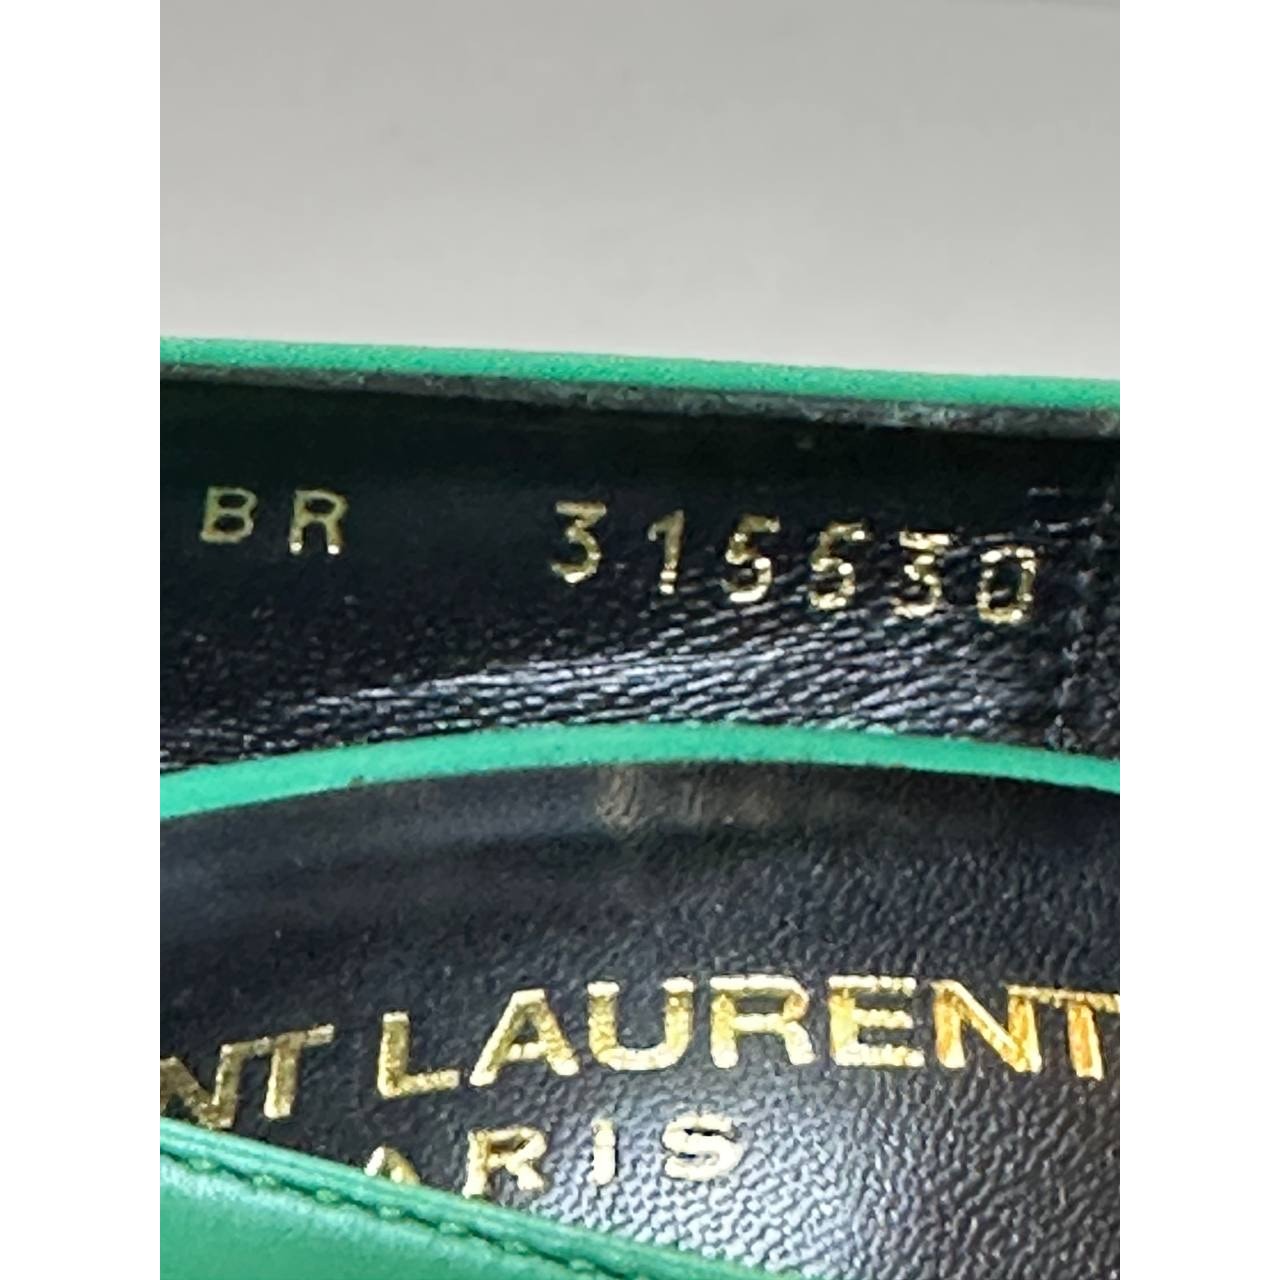 BR 315530
NT LAURENT
ARIS